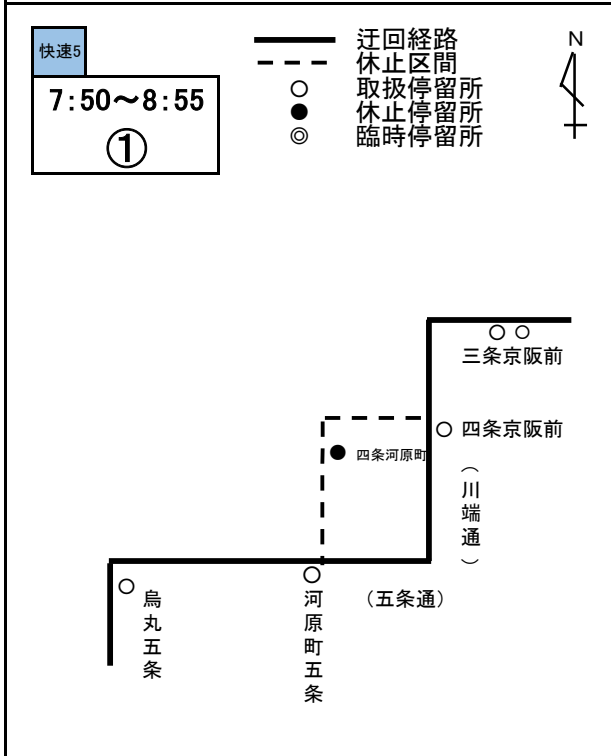 快速5
7:50～8:55
①
迂回経路
休止区間
取扱停留所
休止停留所
臨時停留所
N
三条京阪前
四条京阪前
四条河原町
（川端通）
烏丸五条
河原町五条
（五条通）